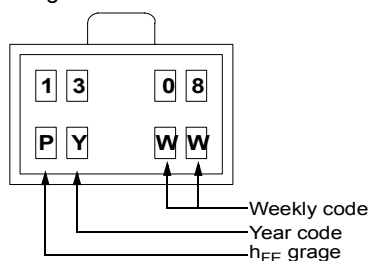 1 3 0 8
P Y W W
Weekly code
Year code
hFE grage